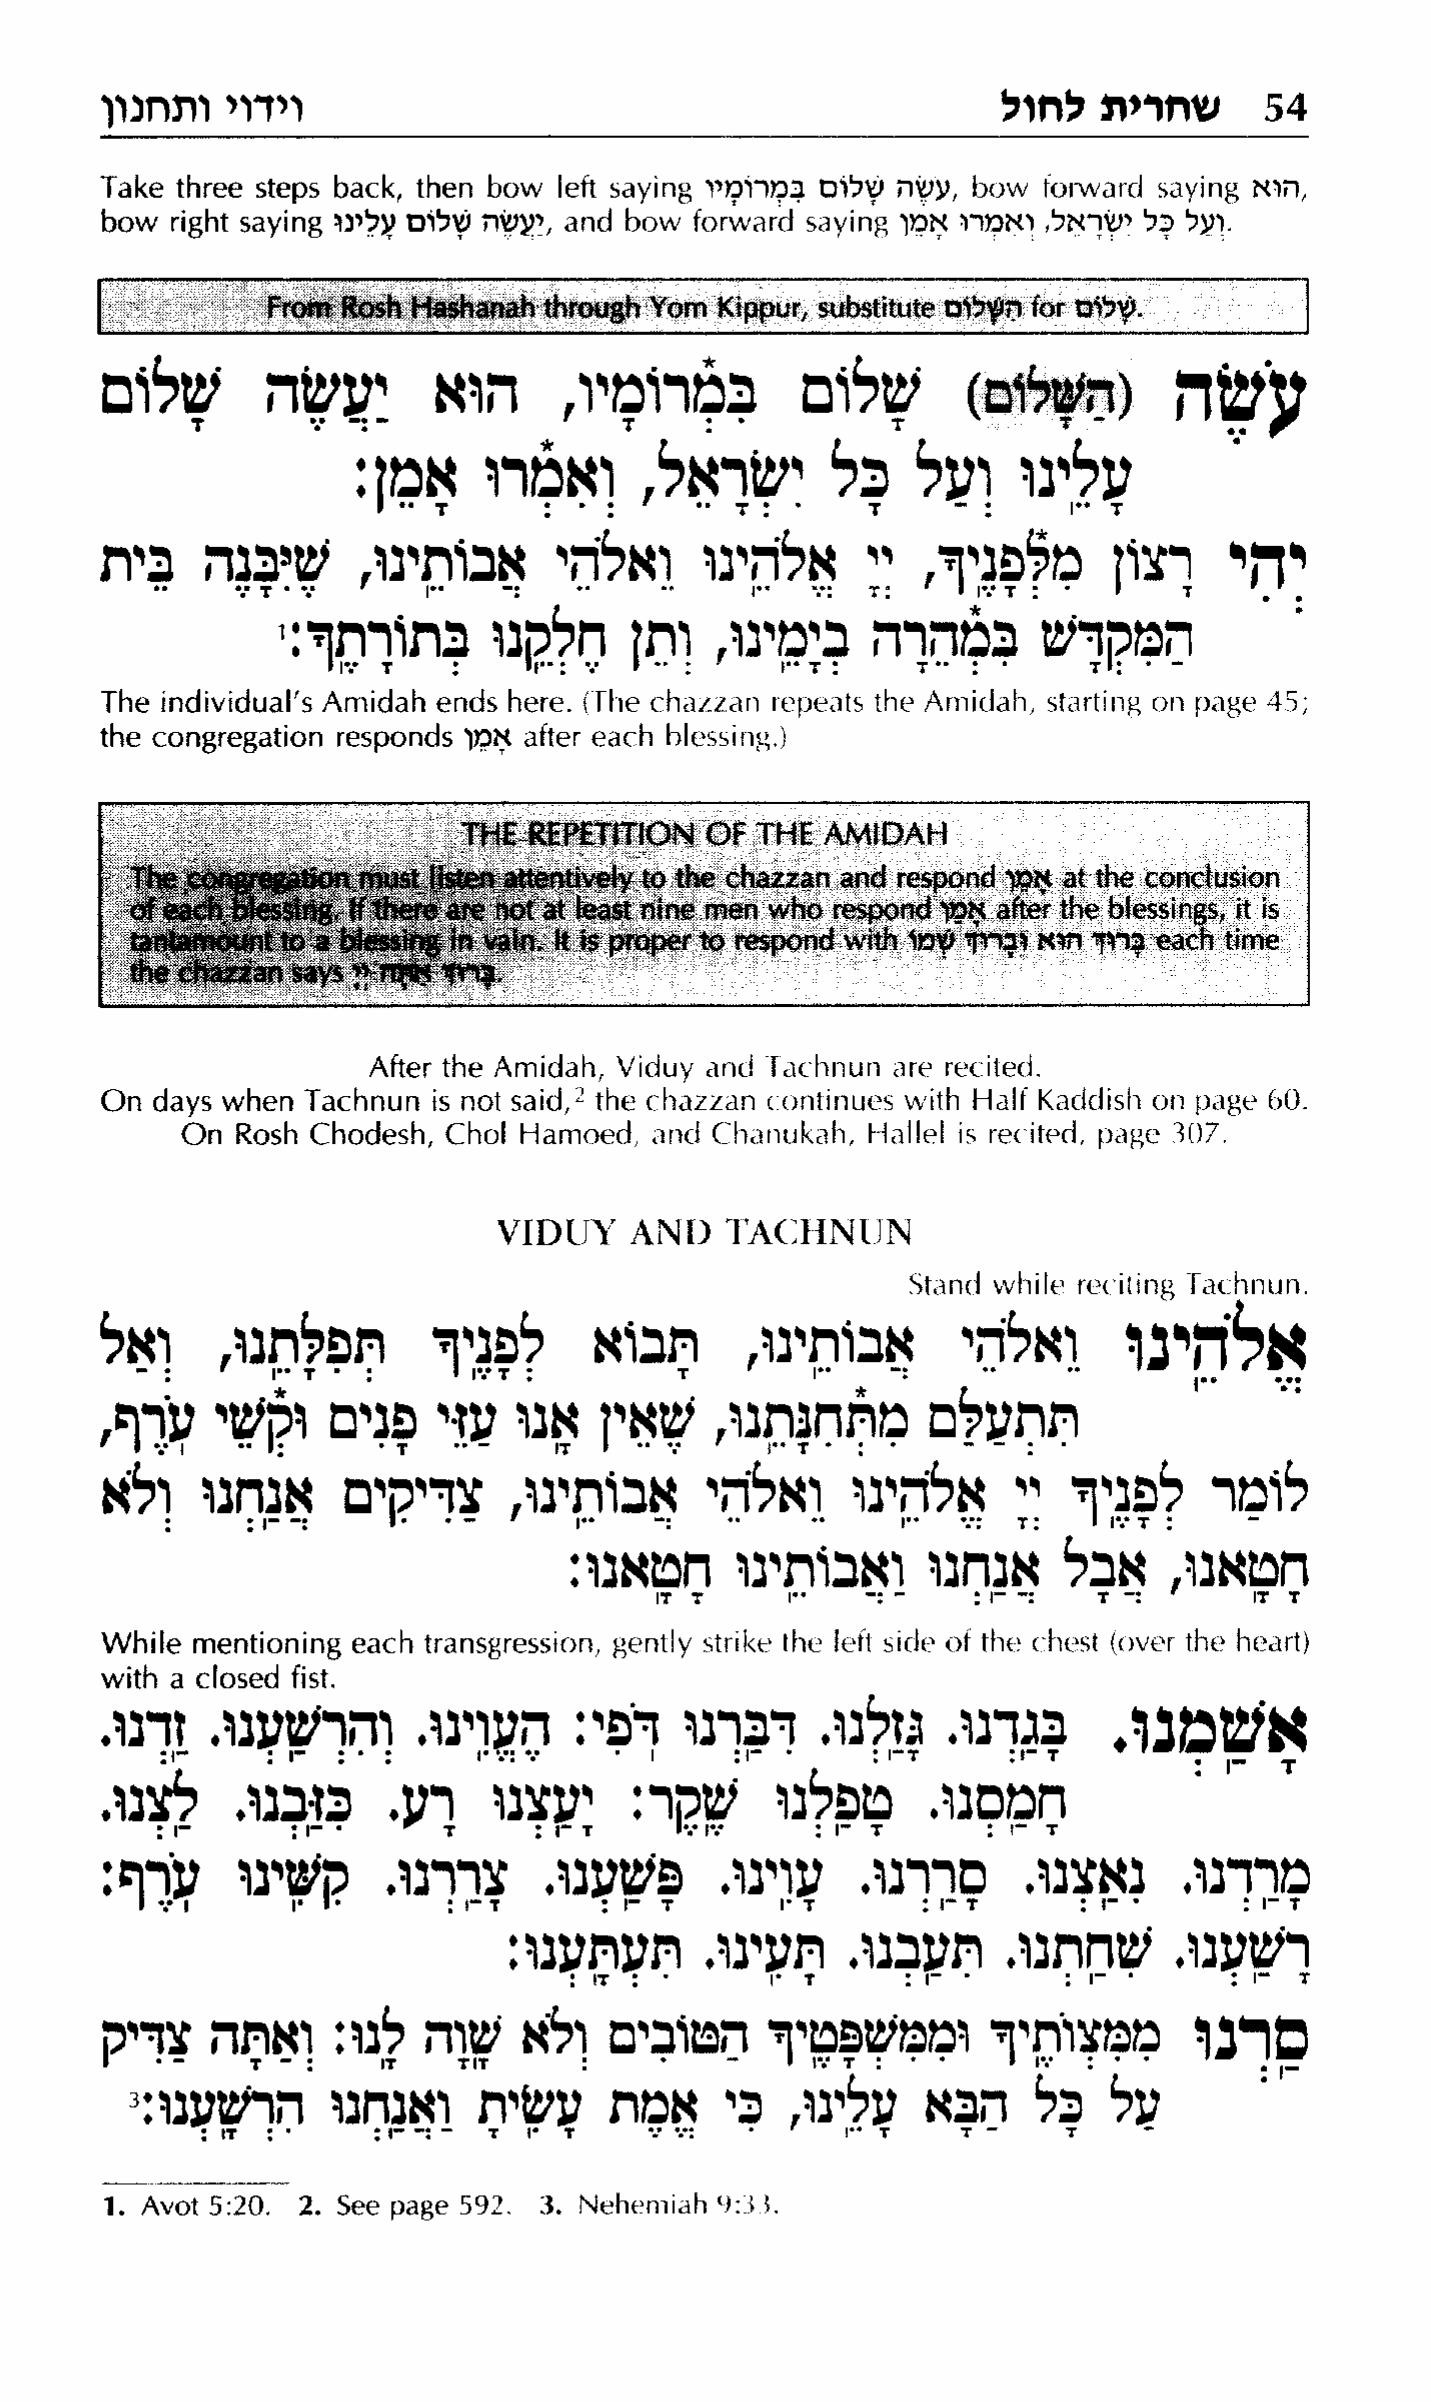 54 שחרית לחול וידוי ותחנון
Take three steps back, then bow left saying עֹשֶׂה שָׁלוֹם בִּמְרוֹמָיו, bow forward saying הוּא,
bow right saying יַעֲשֶׂה שָׁלוֹם עָלֵינוּ, and bow forward saying וְעַל כָּל יִשְׂרָאֵל, וְאִמְרוּ אָמֵן.
From Rosh Hashanah through Yom Kippur, substitute הַשָּׁלוֹם for שָׁלוֹם.
עֹשֶׂה (הַשָּׁלוֹם) שָׁלוֹם בִּמְ*רוֹמָיו, הוּא יַעֲשֶׂה שָׁלוֹם
עָלֵינוּ וְעַל כָּל יִשְׂרָאֵל, וְאִמְ*רוּ אָמֵן:
יְהִי רָצוֹן מִלְּ*פָנֶיךָ, יְיָ אֱלֹהֵינוּ וֵאלֹהֵי אֲבוֹתֵינוּ, שֶׁיִּבָּנֶה בֵּית
הַמִּקְדָּשׁ בִּמְ*הֵרָה בְיָמֵינוּ, וְתֵן חֶלְקֵנוּ בְּתוֹרָתֶךָ:¹
The individual's Amidah ends here. (The chazzan repeats the Amidah, starting on page 45;
the congregation responds אָמֵן after each blessing.)
THE REPETITION OF THE AMIDAH
The congregation must listen attentively to the chazzan and respond אָמֵן at the conclusion
of each blessing. If there are not at least nine men who respond אָמֵן after the blessings, it is
tantamount to a blessing in vain. It is proper to respond with בָּרוּךְ הוּא וּבָרוּךְ שְׁמוֹ each time
the chazzan says בָּרוּךְ אַתָּה יְיָ.
After the Amidah, Viduy and Tachnun are recited.
On days when Tachnun is not said,² the chazzan continues with Half Kaddish on page 60.
On Rosh Chodesh, Chol Hamoed, and Chanukah, Hallel is recited, page 307.
VIDUY AND TACHNUN
Stand while reciting Tachnun.
אֱלֹהֵינוּ וֵאלֹהֵי אֲבוֹתֵינוּ, תָּבוֹא לְפָנֶיךָ תְּפִלָּתֵנוּ, וְאַל
תִּתְעַלַּם מִתְּ*חִנָּתֵנוּ, שֶׁאֵין אָנוּ עַזֵּי פָנִים וּקְ*שֵׁי עֹרֶף,
לוֹמַר לְפָנֶיךָ יְיָ אֱלֹהֵינוּ וֵאלֹהֵי אֲבוֹתֵינוּ, צַדִּיקִים אֲנַחְנוּ וְלֹא
חָטָאנוּ, אֲבָל אֲנַחְנוּ וַאֲבוֹתֵינוּ חָטָאנוּ:
While mentioning each transgression, gently strike the left side of the chest (over the heart)
with a closed fist.
אָשַׁמְנוּ. בָּגַדְנוּ. גָּזַלְנוּ. דִּבַּרְנוּ דֹּפִי: הֶעֱוִינוּ. וְהִרְשַׁעְנוּ. זַדְנוּ.
חָמַסְנוּ. טָפַלְנוּ שֶׁקֶר: יָעַצְנוּ רָע. כִּזַּבְנוּ. לַצְנוּ.
מָרַדְנוּ. נִאַצְנוּ. סָרַרְנוּ. עָוִינוּ. פָּשַׁעְנוּ. צָרַרְנוּ. קִשִּׁינוּ עֹרֶף:
רָשַׁעְנוּ. שִׁחַתְנוּ. תִּעַבְנוּ. תָּעִינוּ. תִּעְתָּעְנוּ:
סַרְנוּ מִמִּצְוֹתֶיךָ וּמִמִּשְׁפָּטֶיךָ הַטּוֹבִים וְלֹא שָׁוָה לָנוּ: וְאַתָּה צַדִּיק
עַל כָּל הַבָּא עָלֵינוּ, כִּי אֱמֶת עָשִׂיתָ וַאֲנַחְנוּ הִרְשָׁעְנוּ:³
1. Avot 5:20. 2. See page 592. 3. Nehemiah 9:33.